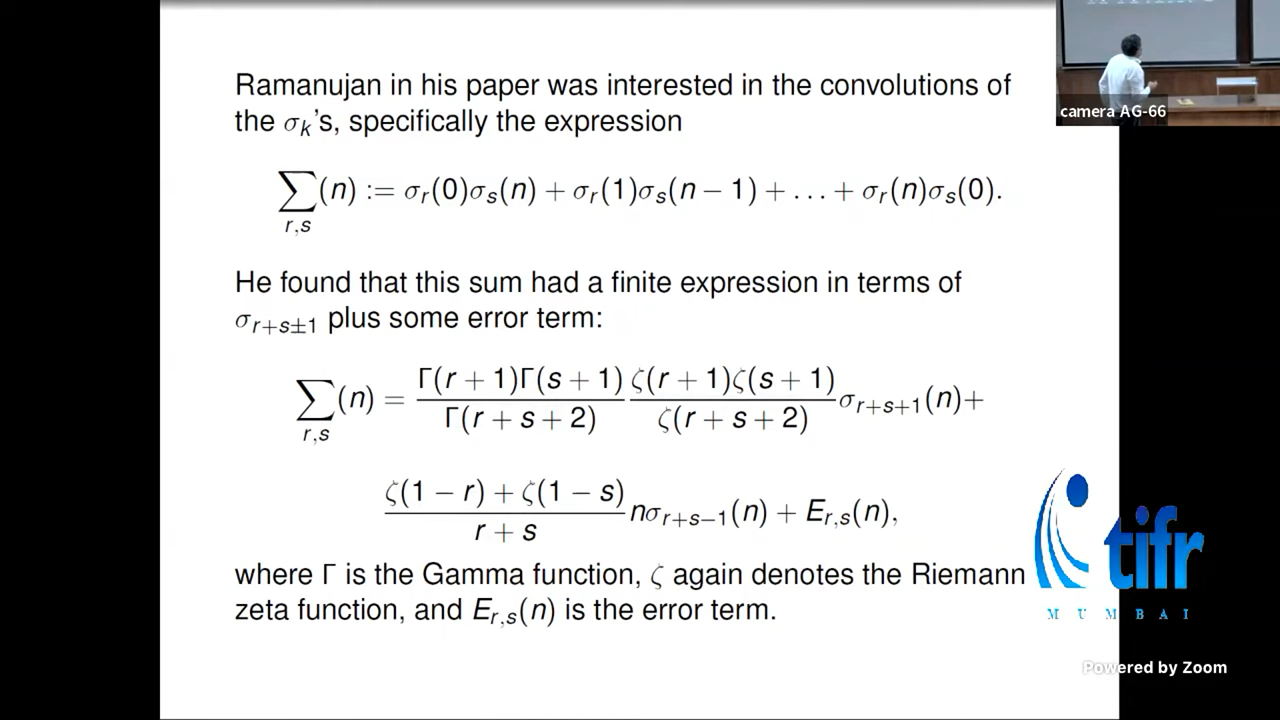 Ramanujan in his paper was interested in the convolutions of
the σ_k's, specifically the expression
∑_{r,s}(n) := σ_r(0)σ_s(n) + σ_r(1)σ_s(n − 1) + … + σ_r(n)σ_s(0).
He found that this sum had a finite expression in terms of
σ_{r+s±1} plus some error term:
∑_{r,s}(n) = \frac{Γ(r + 1)Γ(s + 1)}{Γ(r + s + 2)} \frac{ζ(r + 1)ζ(s + 1)}{ζ(r + s + 2)} σ_{r+s+1}(n)+
\frac{ζ(1 − r) + ζ(1 − s)}{r + s} nσ_{r+s−1}(n) + E_{r,s}(n),
where Γ is the Gamma function, ζ again denotes the Riemann
zeta function, and E_{r,s}(n) is the error term.
camera AG-66
tifr
MUMBAI
Powered by Zoom